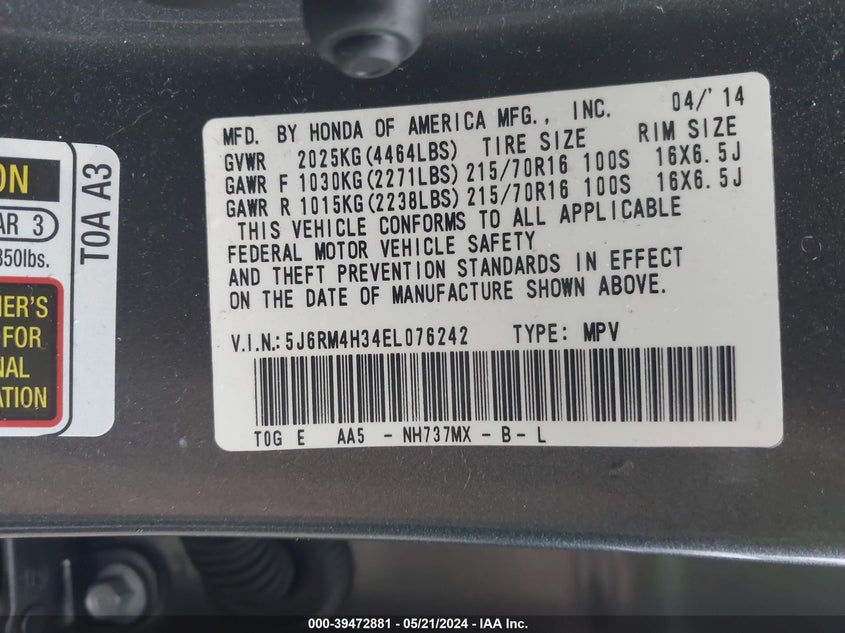 MFD. BY HONDA OF AMERICA MFG., INC. 04/'14
GVWR 2025KG(4464LBS) TIRE SIZE RIM SIZE
GAWR F 1030KG(2271LBS) 215/70R16 100S 16X6.5J
GAWR R 1015KG(2238LBS) 215/70R16 100S 16X6.5J
THIS VEHICLE CONFORMS TO ALL APPLICABLE
FEDERAL MOTOR VEHICLE SAFETY
AND THEFT PREVENTION STANDARDS IN EFFECT
ON THE DATE OF MANUFACTURE SHOWN ABOVE.
V.I.N.: 5J6RM4H34EL076242 TYPE: MPV
T0G E AA5 - NH737MX - B - L
ON
AR 3
350lbs.
T0A A3
ER'S
FOR
NAL
ATION
000-39472881 - 05/21/2024 - IAA Inc.